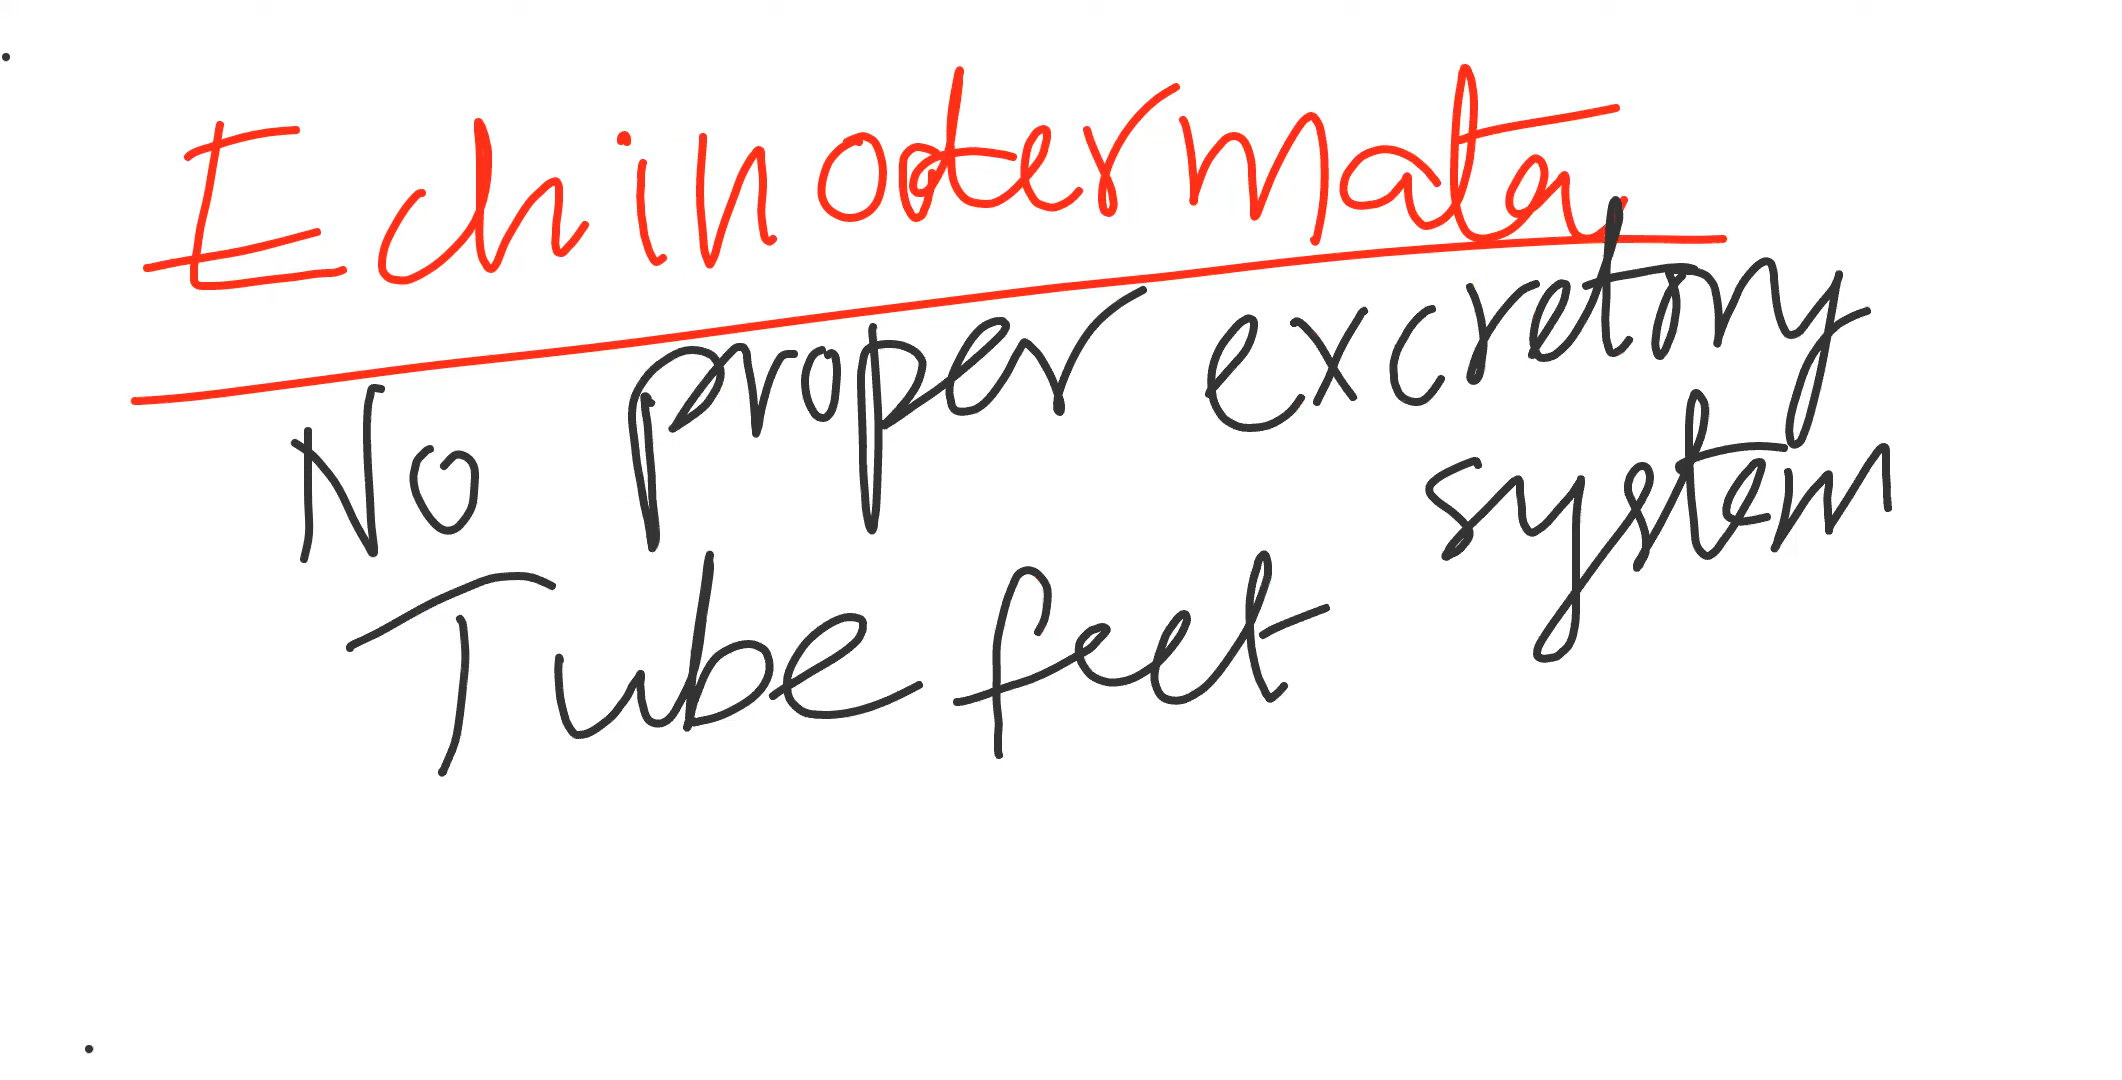 Echinodermata
No proper excretory
system
Tube feet